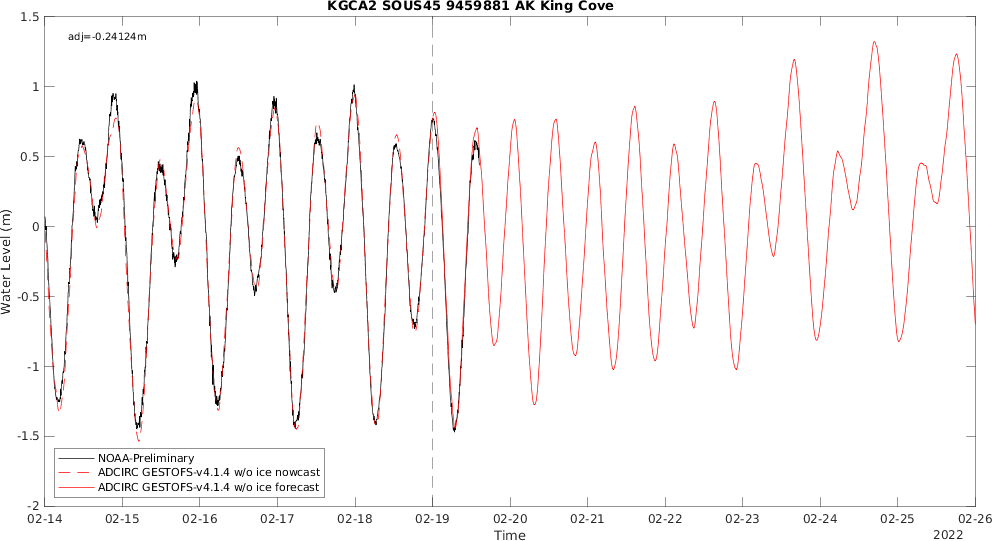 KGCA2 SOUS45 9459881 AK King Cove
adj=-0.24124m
1.5
1
0.5
0
-0.5
-1
-1.5
-2
Water Level (m)
NOAA-Preliminary
ADCIRC GESTOFS-v4.1.4 w/o ice nowcast
ADCIRC GESTOFS-v4.1.4 w/o ice forecast
02-14 02-15 02-16 02-17 02-18 02-19 02-20 02-21 02-22 02-23 02-24 02-25 02-26
Time
2022